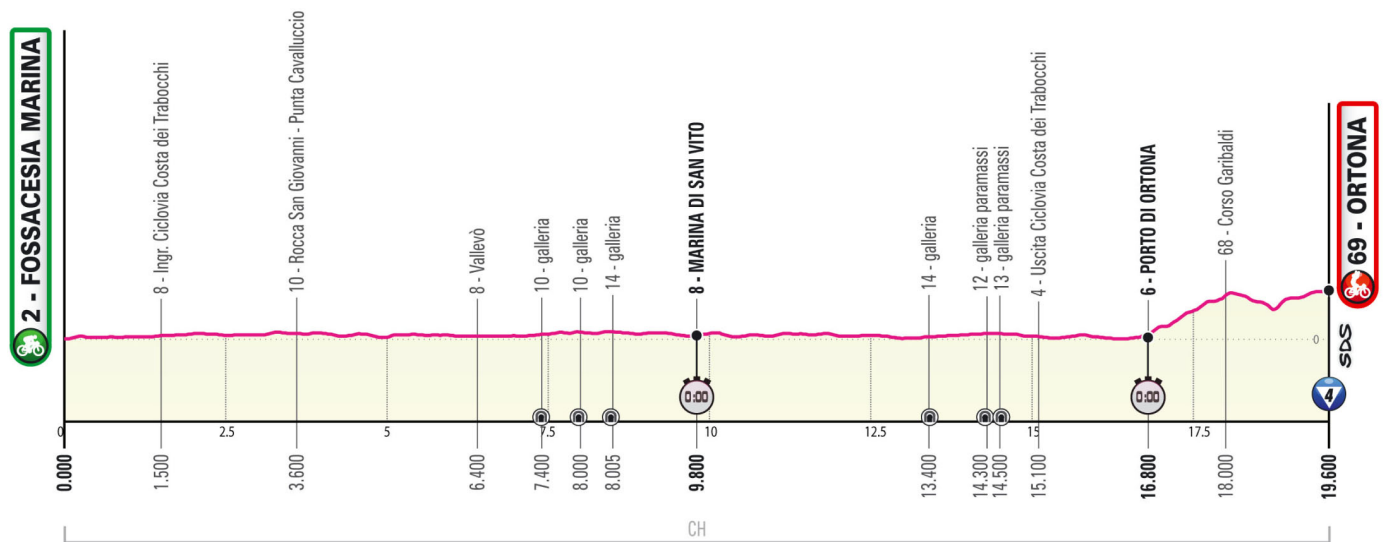 2 - FOSSACESIA MARINA
8 - Ingr. Ciclovia Costa dei Trabocchi
10 - Rocca San Giovanni - Punta Cavalluccio
8 - Vallevò
10 - galleria
10 - galleria
14 - galleria
8 - MARINA DI SAN VITO
14 - galleria
12 - galleria paramassi
13 - galleria paramassi
4 - Uscita Ciclovia Costa dei Trabocchi
6 - PORTO DI ORTONA
68 - Corso Garibaldi
69 - ORTONA
0
SDS
0:00
0:00
4
0
2.5
5
7.5
10
12.5
15
17.5
0.000
1.500
3.600
6.400
7.400
8.000
8.005
9.800
13.400
14.300
14.500
15.100
16.800
18.000
19.600
CH